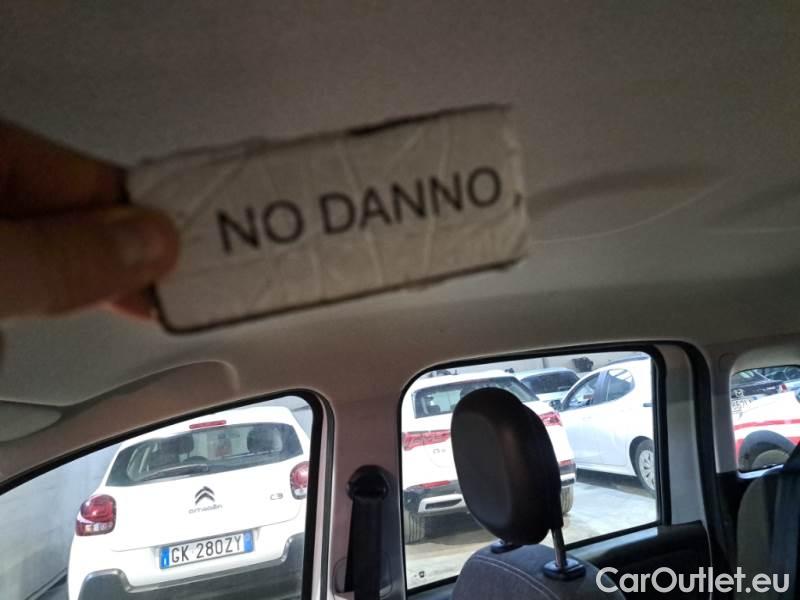 NO DANNO
CITROËN
C3
GK 280ZY
CarOutlet.eu